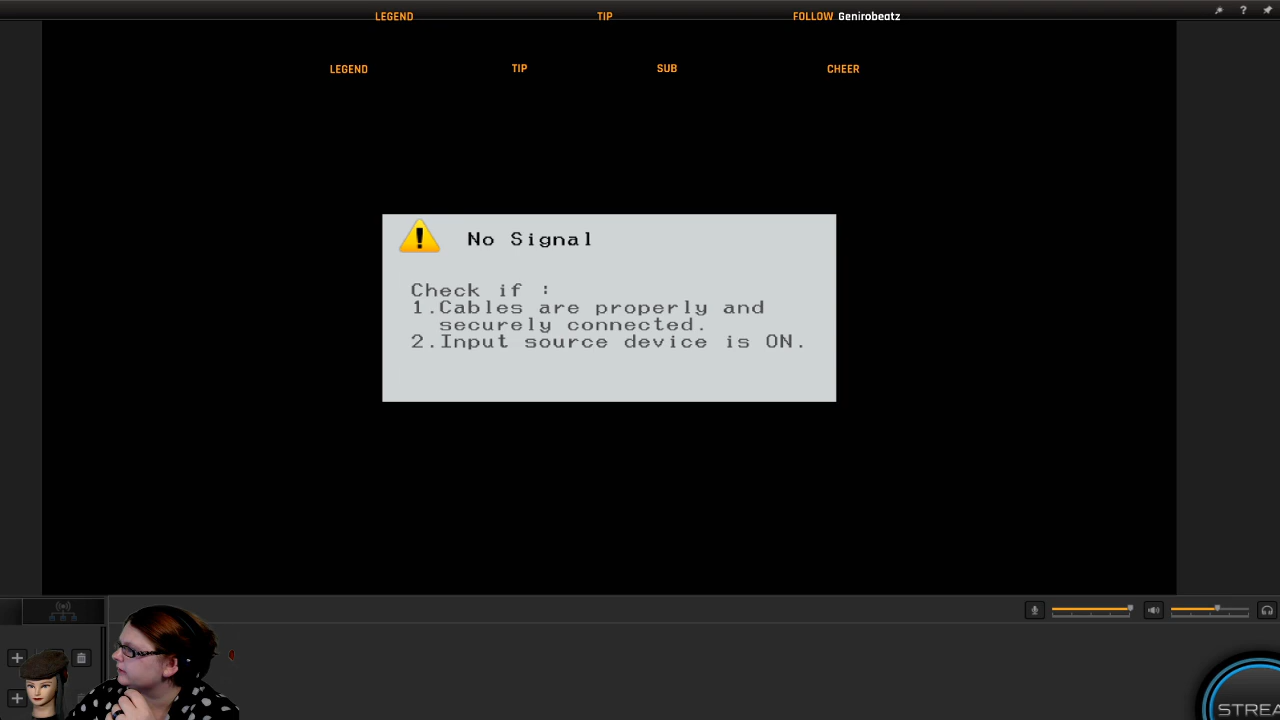 LEGEND TIP FOLLOW Genirobeatz
LEGEND TIP SUB CHEER
No Signal
Check if :
1.Cables are properly and
securely connected.
2.Input source device is ON.
STREA